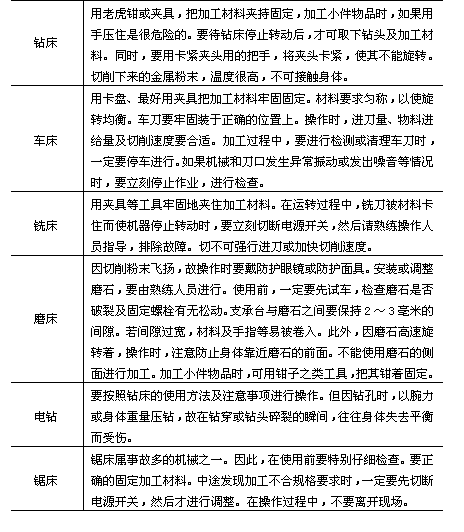 钻床
用老虎钳或夹具，把加工材料夹持固定，加工小件物品时，如果用
手压住是很危险的。要待钻床停止转动后，才可取下钻头及加工材
料。同时，要用卡紧夹头用的把手，将夹头卡紧，使其不能旋转。
切削下来的金属粉末，温度很高，不可接触身体。
车床
用卡盘、最好用夹具把加工材料牢固固定。材料要求匀称，以使旋
转均衡。车刀要牢固装于正确的位置上。操作时，进刀量、物料进
给量及切削速度要合适。加工过程中，要进行检测或清理车刀时，
一定要停车进行。如果机械和刀口发生异常振动或发出噪音等情况
时，要立刻停止作业，进行检查。
铣床
用夹具等工具牢固地夹住加工材料。在运转过程中，铣刃被材料卡
住而使机器停止转动时，要立刻切断电源开关，然后请熟练操作人
员指导，排除故障。切不可强行进刀或加快切削速度。
磨床
因切削粉末飞扬，故操作时要戴防护眼镜或防护面具。安装或调整
磨石，要由熟练人员进行。使用前，一定要先试车，检查磨石是否
破裂及固定螺栓有无松动。支承台与磨石之间要保持2～3毫米的
间隙。若间隙过宽，材料及手指等易被卷入。此外，因磨石高速旋
转着，操作时，注意防止身体靠近磨石的前面。不能使用磨石的侧
面进行加工。加工小件物品时，可用钳子之类工具，把其钳着固定。
电钻
要按照钻床的使用方法及注意事项进行操作。但因钻孔时，以腕力
或身体重量压钻，故在钻穿或钻头碎裂的瞬间，往往身体失去平衡
而受伤。
锯床
锯床属事故多的机械之一。因此，在使用前要特别仔细检查。要正
确的固定加工材料。中途发现加工不合规格要求时，一定要先切断
电源开关，然后才进行调整。在操作过程中，不要离开现场。